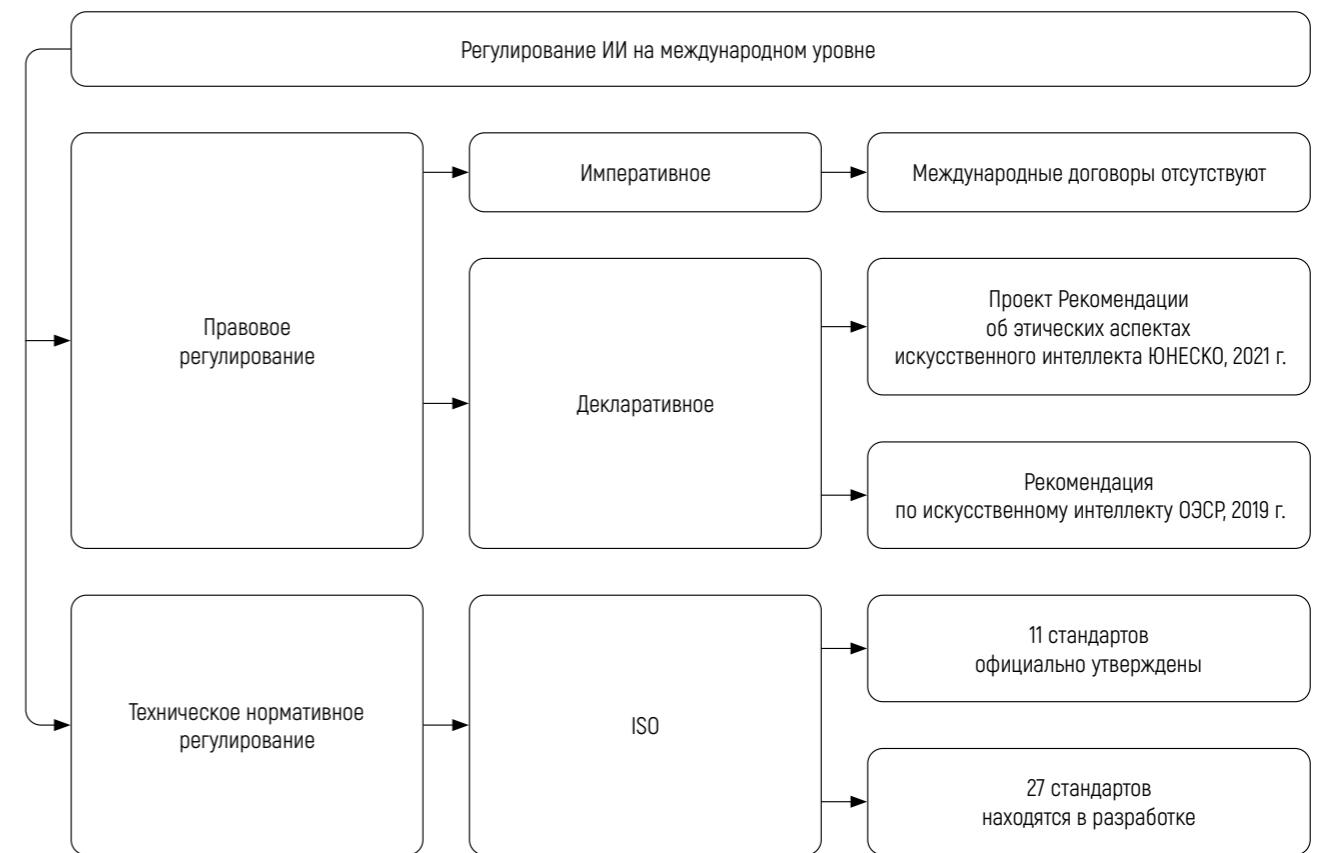 Регулирование ИИ на международном уровне
Правовое
регулирование
Императивное
Международные договоры отсутствуют
Декларативное
Проект Рекомендации
об этических аспектах
искусственного интеллекта ЮНЕСКО, 2021 г.
Рекомендация
по искусственному интеллекту ОЭСР, 2019 г.
Техническое нормативное
регулирование
ISO
11 стандартов
официально утверждены
27 стандартов
находятся в разработке